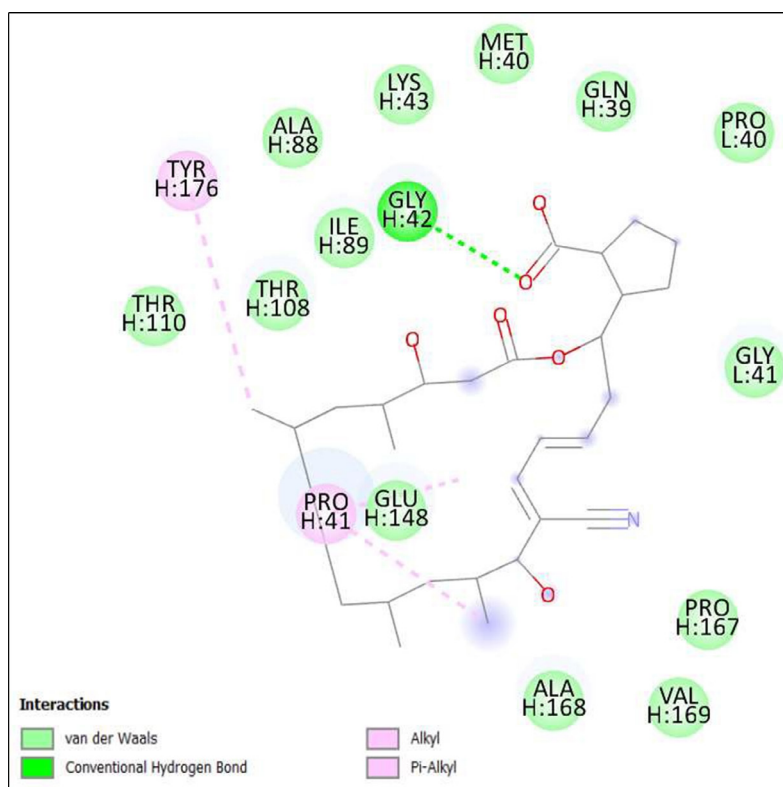 MET
H:40
LYS
H:43
GLN
H:39
PRO
L:40
ALA
H:88
TYR
H:176
GLY
H:42
ILE
H:89
O
THR
H:108
O
THR
H:110
O
O
O
GLY
L:41
PRO
H:41
GLU
H:148
N
O
PRO
H:167
ALA
H:168
VAL
H:169
Interactions
van der Waals
Conventional Hydrogen Bond
Alkyl
Pi-Alkyl